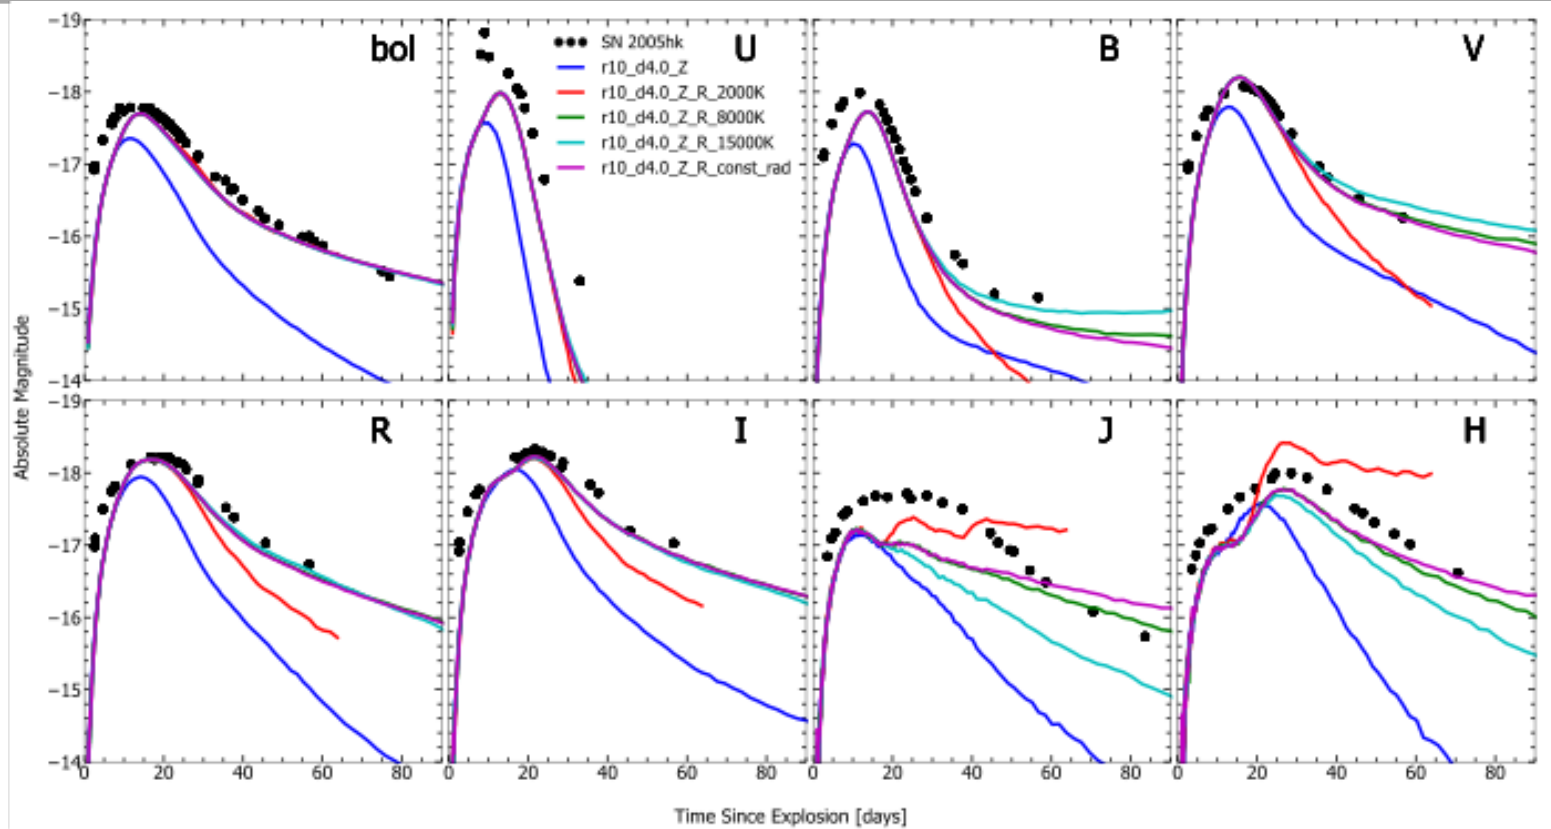 bol
U
B
V
SN 2005hk
r10_d4.0_Z
r10_d4.0_Z_R_2000K
r10_d4.0_Z_R_8000K
r10_d4.0_Z_R_15000K
r10_d4.0_Z_R_const_rad
−19
−18
−17
−16
−15
−14
Absolute Magnitude
R
I
J
H
−19
−18
−17
−16
−15
−14
0 20 40 60 80 0 20 40 60 80 0 20 40 60 80 0 20 40 60 80
Time Since Explosion [days]